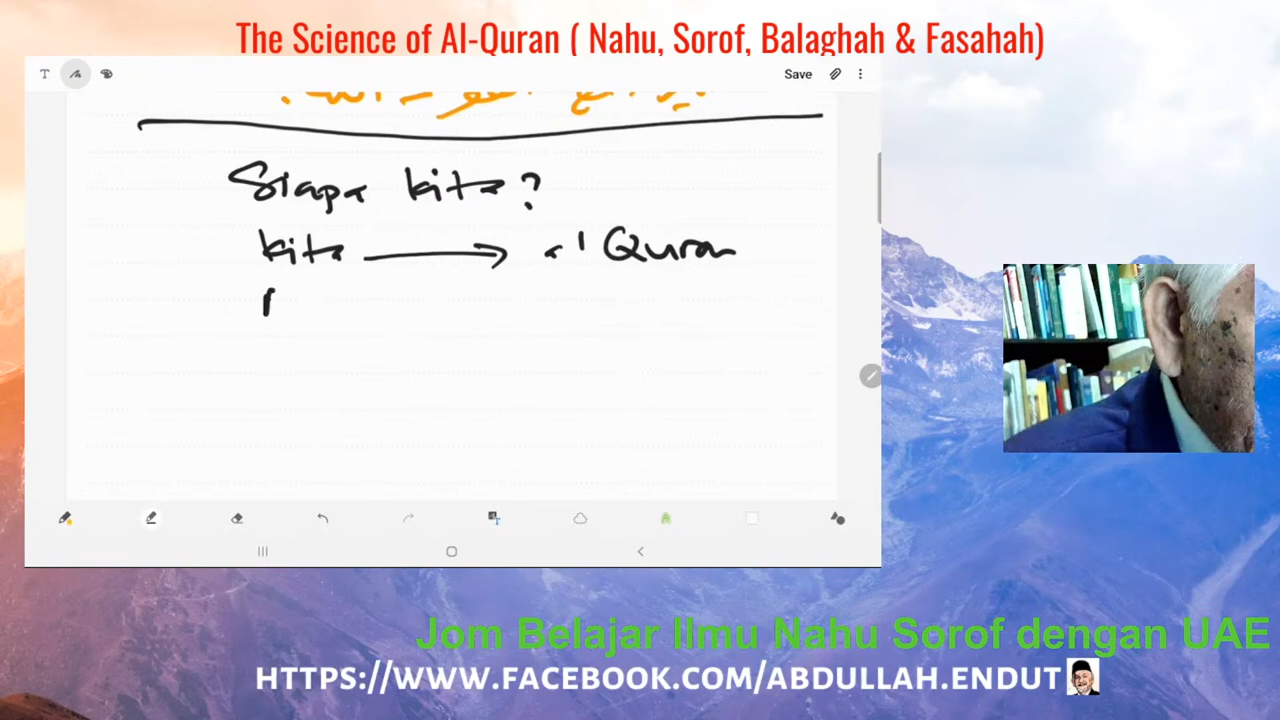 The Science of Al-Quran ( Nahu, Sorof, Balaghah & Fasahah)
T
Save
Siapa kita?
kita → al Quran
Jom Belajar Ilmu Nahu Sorof dengan UAE
HTTPS://WWW.FACEBOOK.COM/ABDULLAH.ENDUT